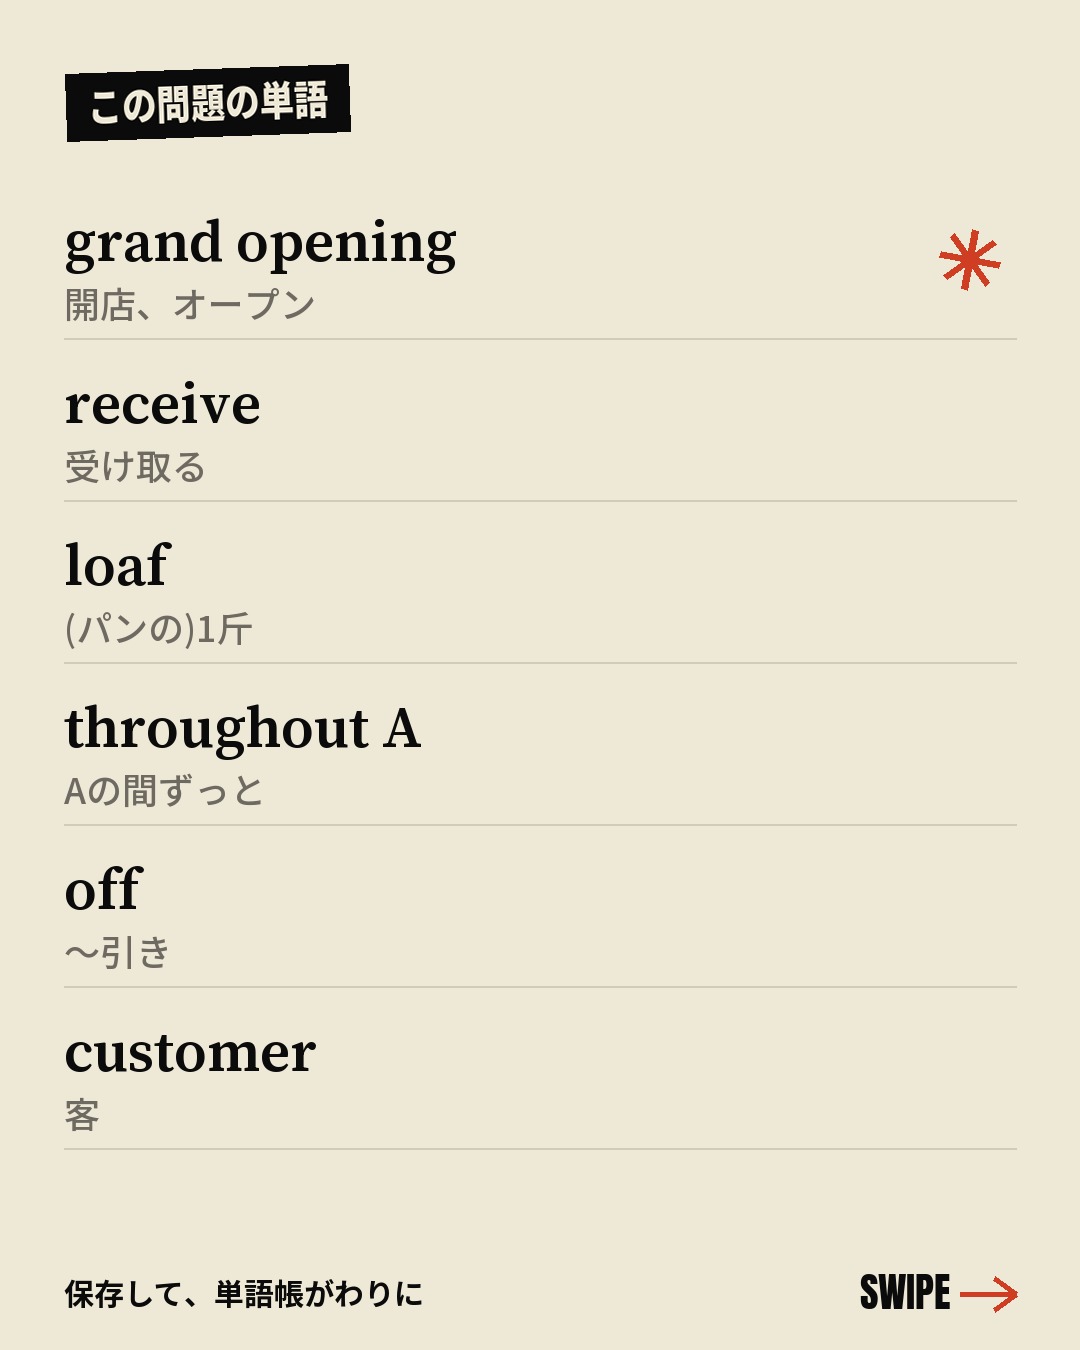 この問題の単語
grand opening
開店、オープン
receive
受け取る
loaf
(パンの)1斤
throughout A
Aの間ずっと
off
〜引き
customer
客
保存して、単語帳がわりに
SWIPE